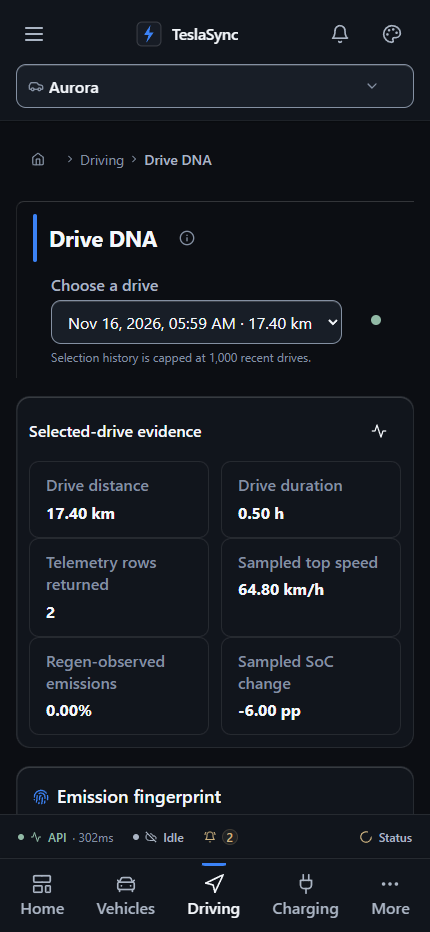 TeslaSync
Aurora
Driving
Drive DNA
Drive DNA
Choose a drive
Nov 16, 2026, 05:59 AM · 17.40 km
Selection history is capped at 1,000 recent drives.
Selected-drive evidence
Drive distance
17.40 km
Drive duration
0.50 h
Telemetry rows
returned
2
Sampled top speed
64.80 km/h
Regen-observed
emissions
0.00%
Sampled SoC
change
-6.00 pp
Emission fingerprint
API · 302ms
Idle
2
Status
Home
Vehicles
Driving
Charging
More